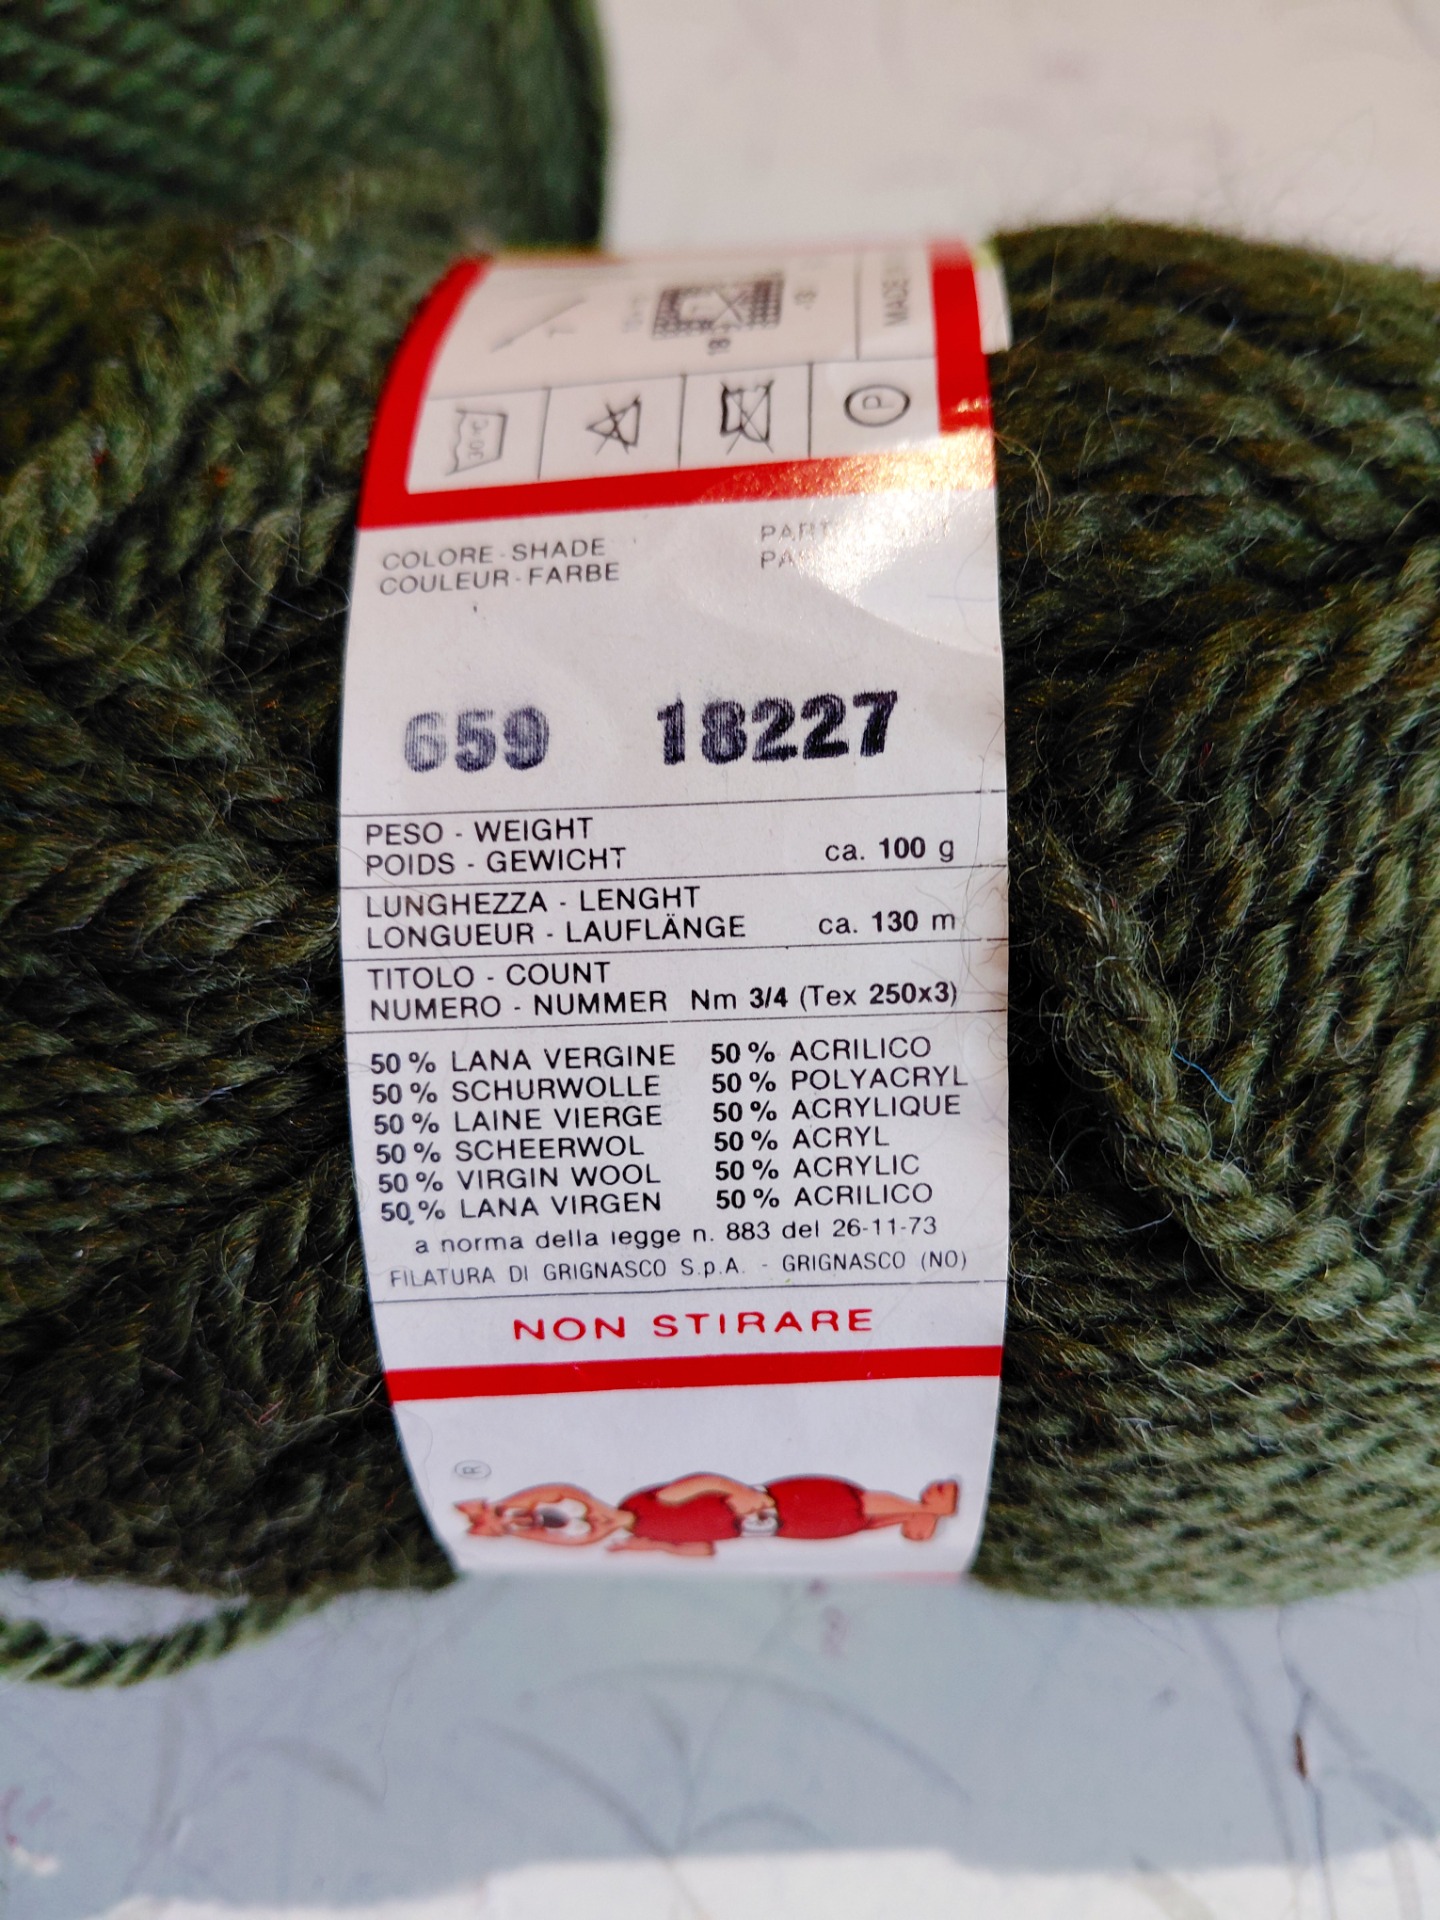 MADE
18
30°
P
COLORE - SHADE
COULEUR - FARBE
659 18227
PESO - WEIGHT
POIDS - GEWICHT ca. 100 g
LUNGHEZZA - LENGHT
LONGUEUR - LAUFLÄNGE ca. 130 m
TITOLO - COUNT
NUMERO - NUMMER Nm 3/4 (Tex 250x3)
50% LANA VERGINE 50% ACRILICO
50% SCHURWOLLE 50% POLYACRYL
50% LAINE VIERGE 50% ACRYLIQUE
50% SCHEERWOL 50% ACRYL
50% VIRGIN WOOL 50% ACRYLIC
50% LANA VIRGEN 50% ACRILICO
a norma della legge n. 883 del 26-11-73
FILATURA DI GRIGNASCO S.p.A. - GRIGNASCO (NO)
NON STIRARE
®